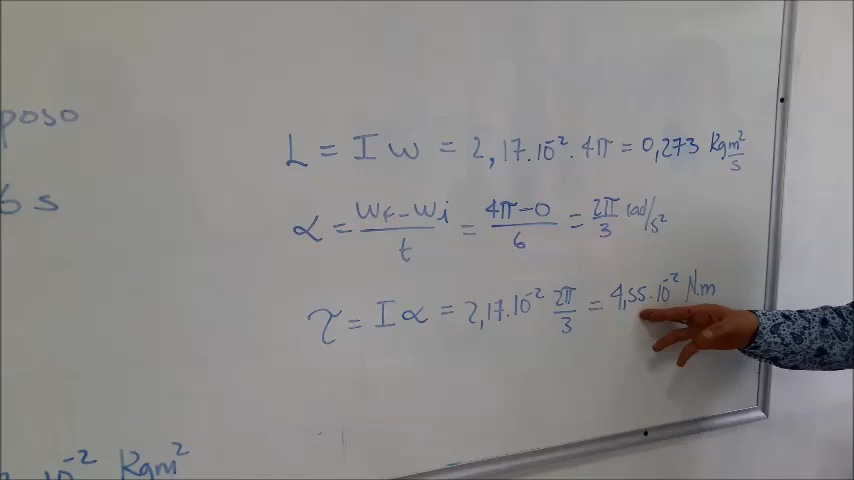 poso
6 s
L = I ω = 2,17.10⁻² . 4π = 0,273 Kgm²/s
α = ωf - ωi / t = 4π-0 / 6 = 2π/3 rad/s²
τ = I α = 2,17.10⁻² 2π/3 = 4,55.10⁻² N.m
10⁻² Kgm²